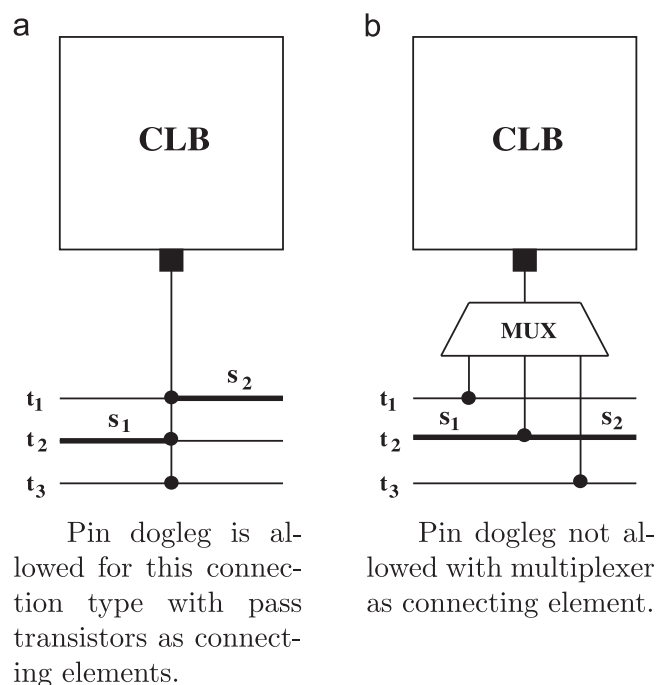 a
CLB
s₂
t₁
s₁
t₂
t₃
Pin dogleg is al-
lowed for this connec-
tion type with pass
transistors as connect-
ing elements.
b
CLB
MUX
t₁
s₁ s₂
t₂
t₃
Pin dogleg not al-
lowed with multiplexer
as connecting element.